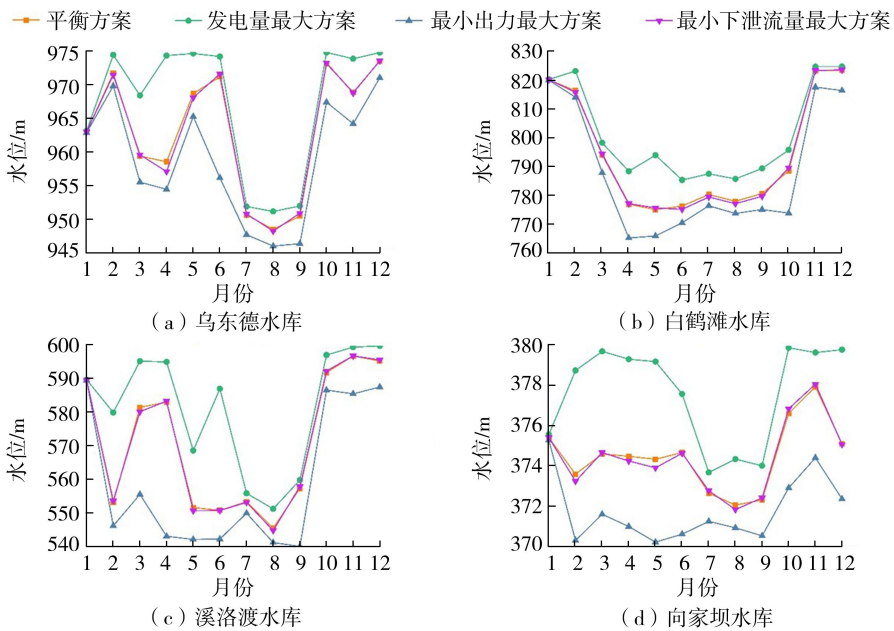 平衡方案 发电量最大方案 最小出力最大方案 最小下泄流量最大方案
975
970
965
960
955
950
945
水位/m
1 2 3 4 5 6 7 8 9 10 11 12
月份
（a）乌东德水库
830
820
810
800
790
780
770
760
水位/m
1 2 3 4 5 6 7 8 9 10 11 12
月份
（b）白鹤滩水库
600
590
580
570
560
550
540
水位/m
1 2 3 4 5 6 7 8 9 10 11 12
月份
（c）溪洛渡水库
380
378
376
374
372
370
水位/m
1 2 3 4 5 6 7 8 9 10 11 12
月份
（d）向家坝水库